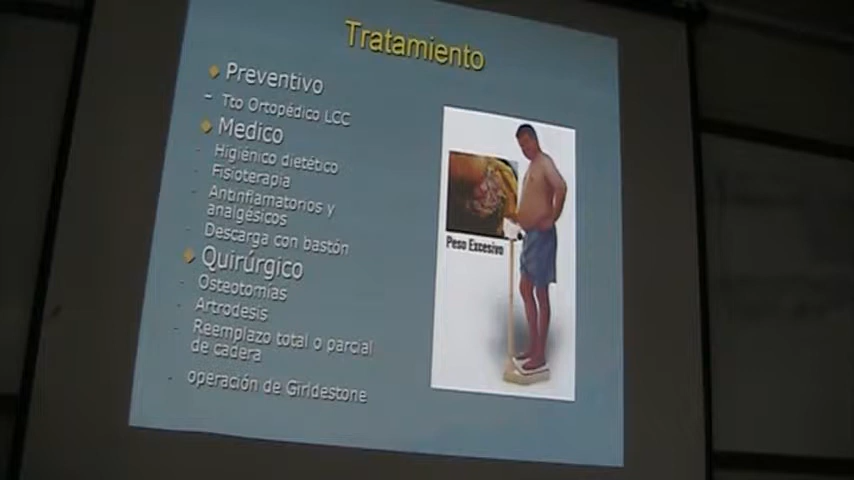 Tratamiento
Preventivo
- Tto Ortopédico LCC
Medico
- Higiénico dietético
- Fisioterapia
- Antinflamatorios y
analgésicos
- Descarga con bastón
Quirúrgico
- Osteotomías
- Artrodesis
- Reemplazo total o parcial
de cadera
- operación de Girldestone
Peso Excesivo